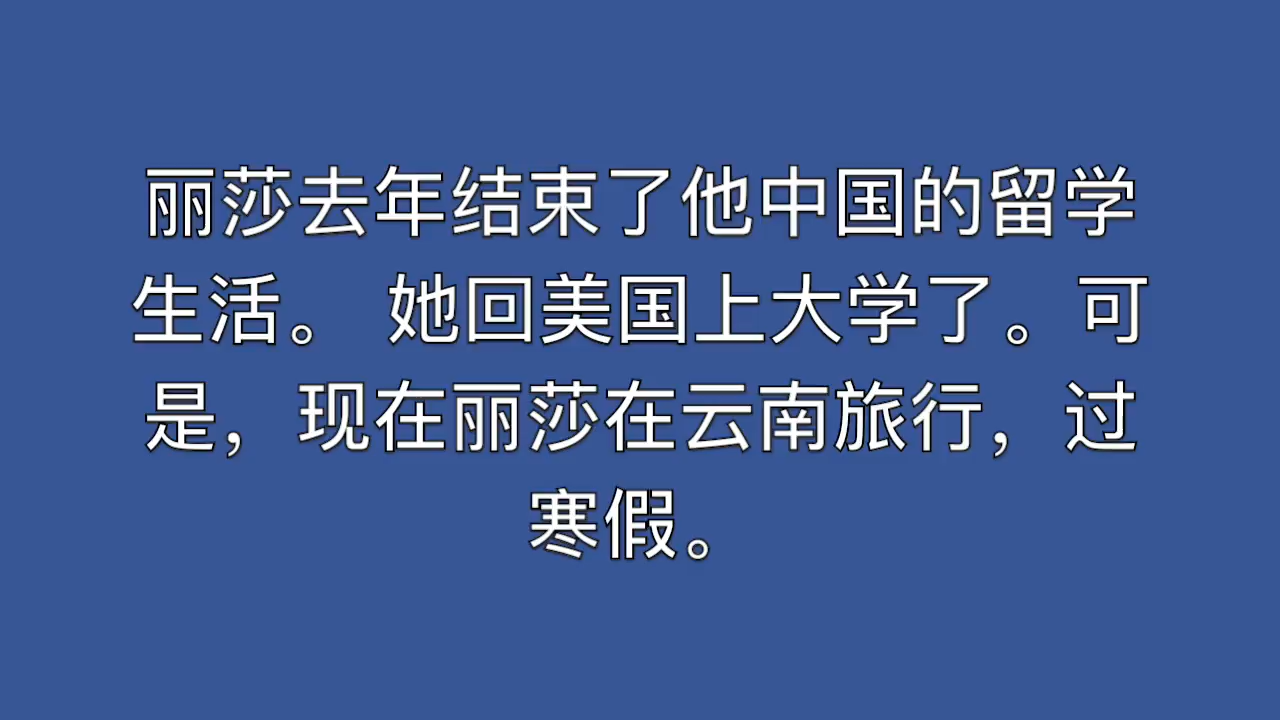 丽莎去年结束了他中国的留学
生活。 她回美国上大学了。可
是，现在丽莎在云南旅行，过
寒假。